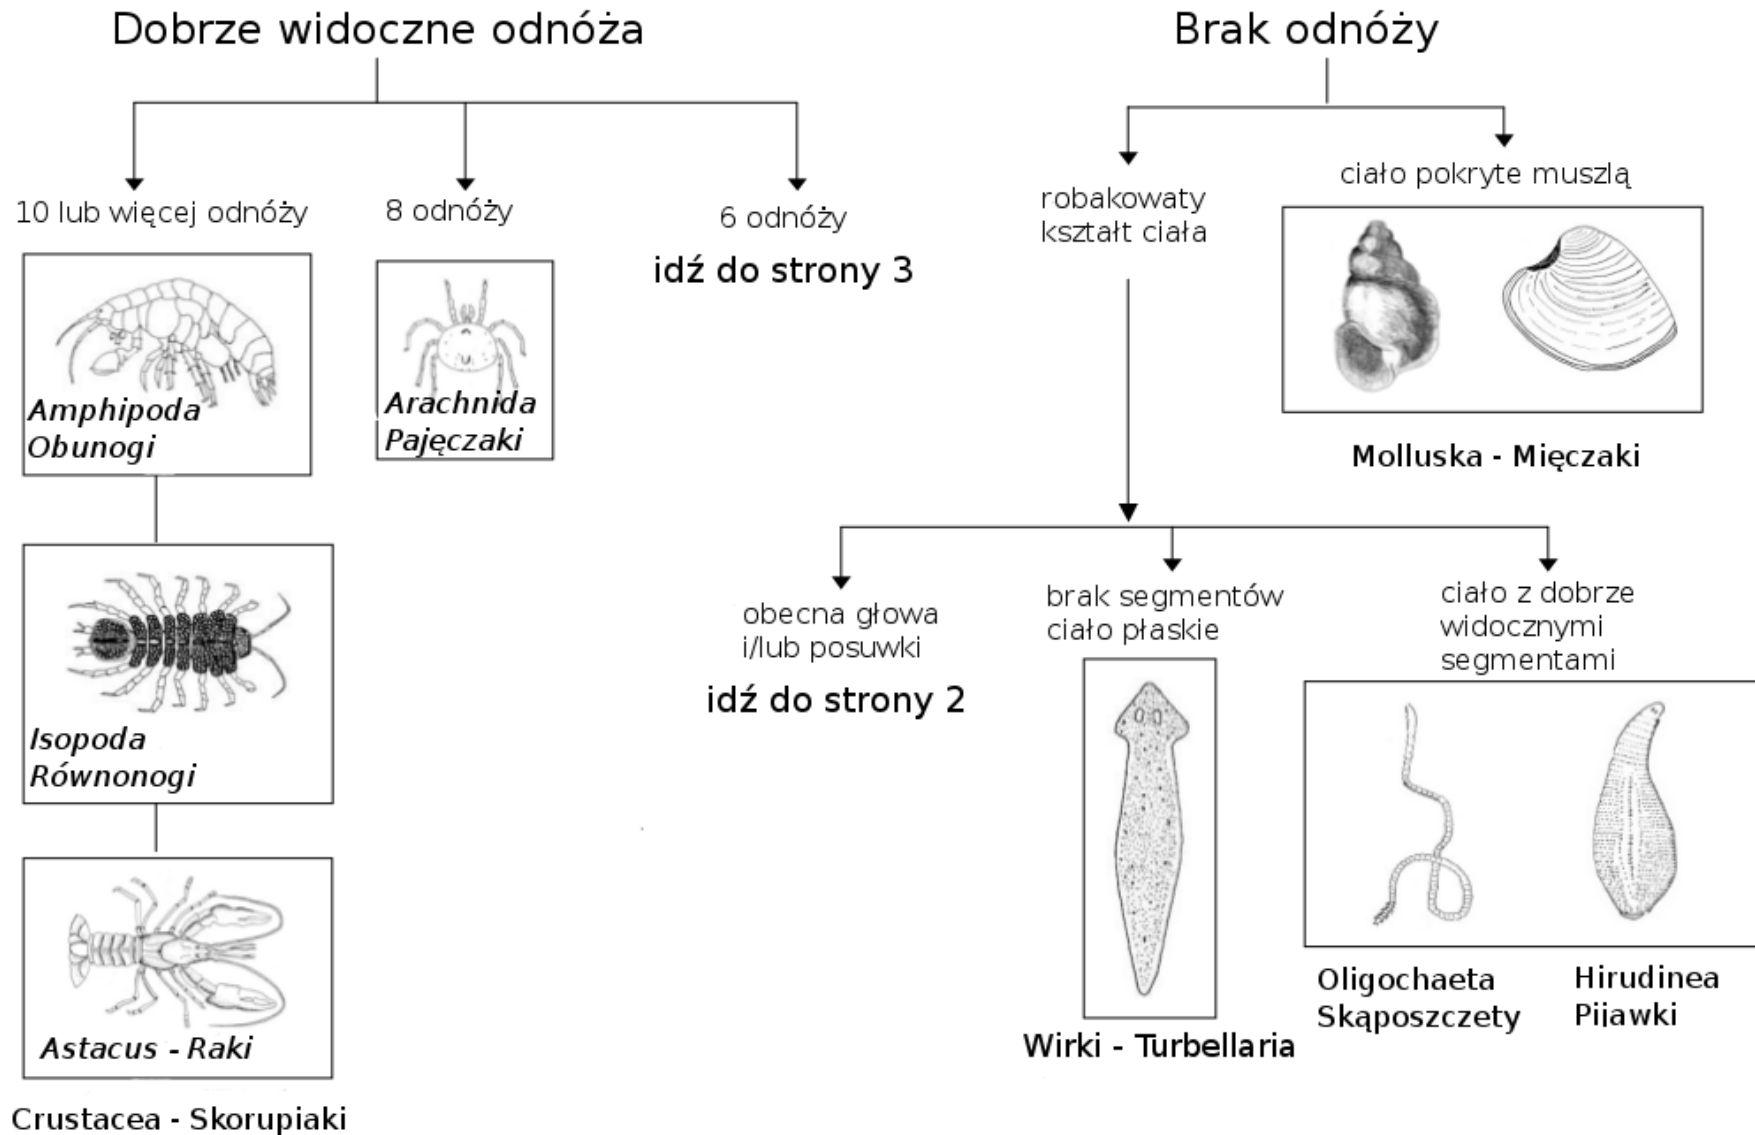 Dobrze widoczne odnóża
10 lub więcej odnóży
8 odnóży
6 odnóży
idź do strony 3
Amphipoda
Obunogi
Arachnida
Pajęczaki
Isopoda
Równonogi
Astacus - Raki
Crustacea - Skorupiaki
Brak odnóży
robakowaty
kształt ciała
ciało pokryte muszlą
Molluska - Mięczaki
obecna głowa
i/lub posuwki
idź do strony 2
brak segmentów
ciało płaskie
Wirki - Turbellaria
ciało z dobrze
widocznymi
segmentami
Oligochaeta
Skąposzczety
Hirudinea
Pijawki